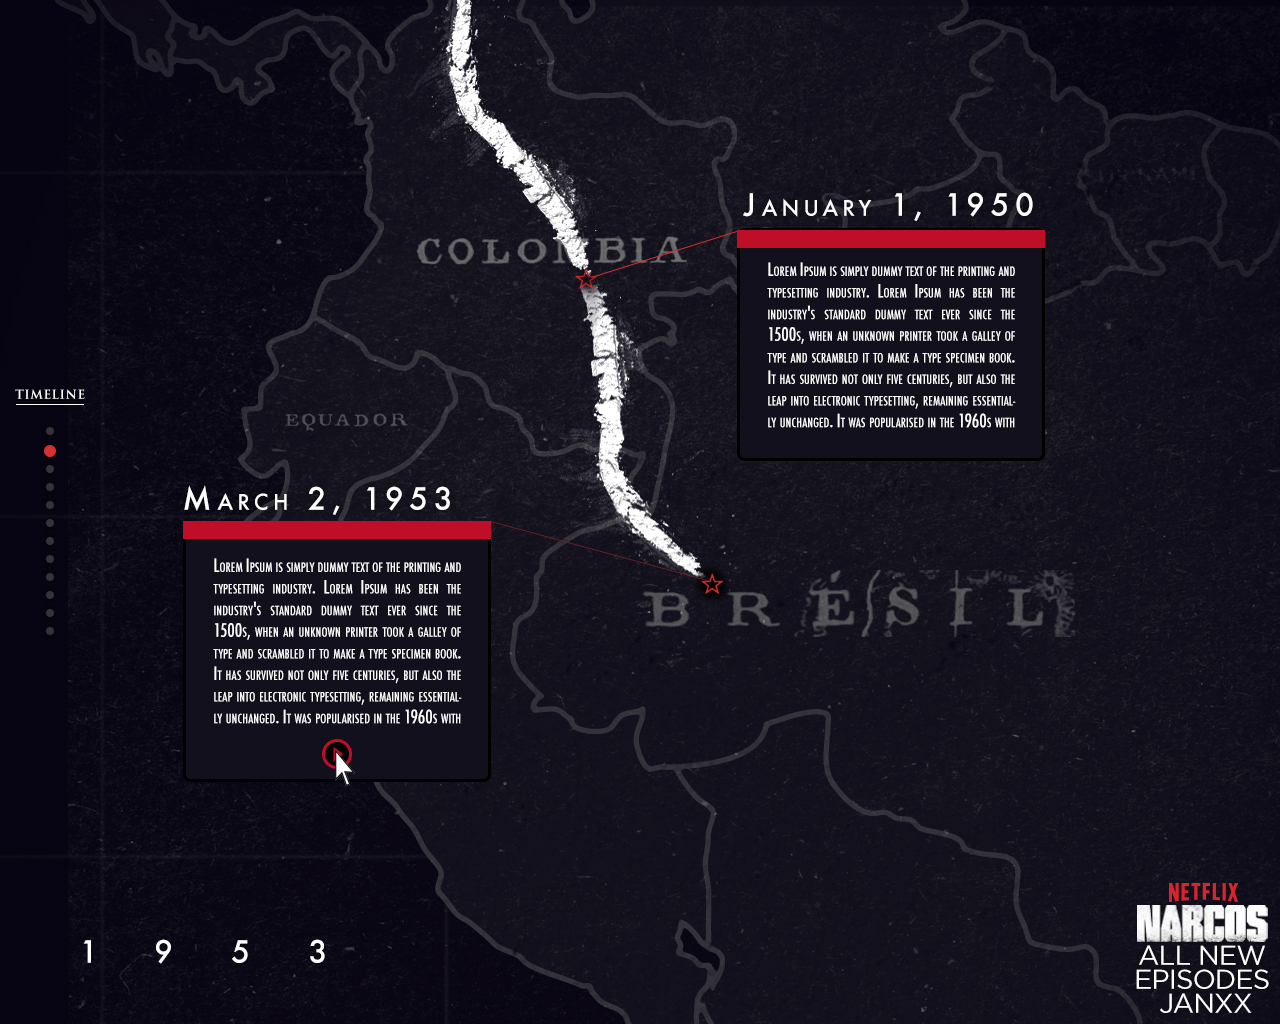 January 1, 1950
COLOMBIA
Lorem Ipsum is simply dummy text of the printing and
typesetting industry. Lorem Ipsum has been the
industry's standard dummy text ever since the
1500s, when an unknown printer took a galley of
type and scrambled it to make a type specimen book.
It has survived not only five centuries, but also the
leap into electronic typesetting, remaining essential-
ly unchanged. It was popularised in the 1960s with
TIMELINE
EQUADOR
March 2, 1953
Lorem Ipsum is simply dummy text of the printing and
typesetting industry. Lorem Ipsum has been the
industry's standard dummy text ever since the
1500s, when an unknown printer took a galley of
type and scrambled it to make a type specimen book.
It has survived not only five centuries, but also the
leap into electronic typesetting, remaining essential-
ly unchanged. It was popularised in the 1960s with
BRÉSIL
1 9 5 3
NETFLIX
NARCOS
ALL NEW
EPISODES
JANXX